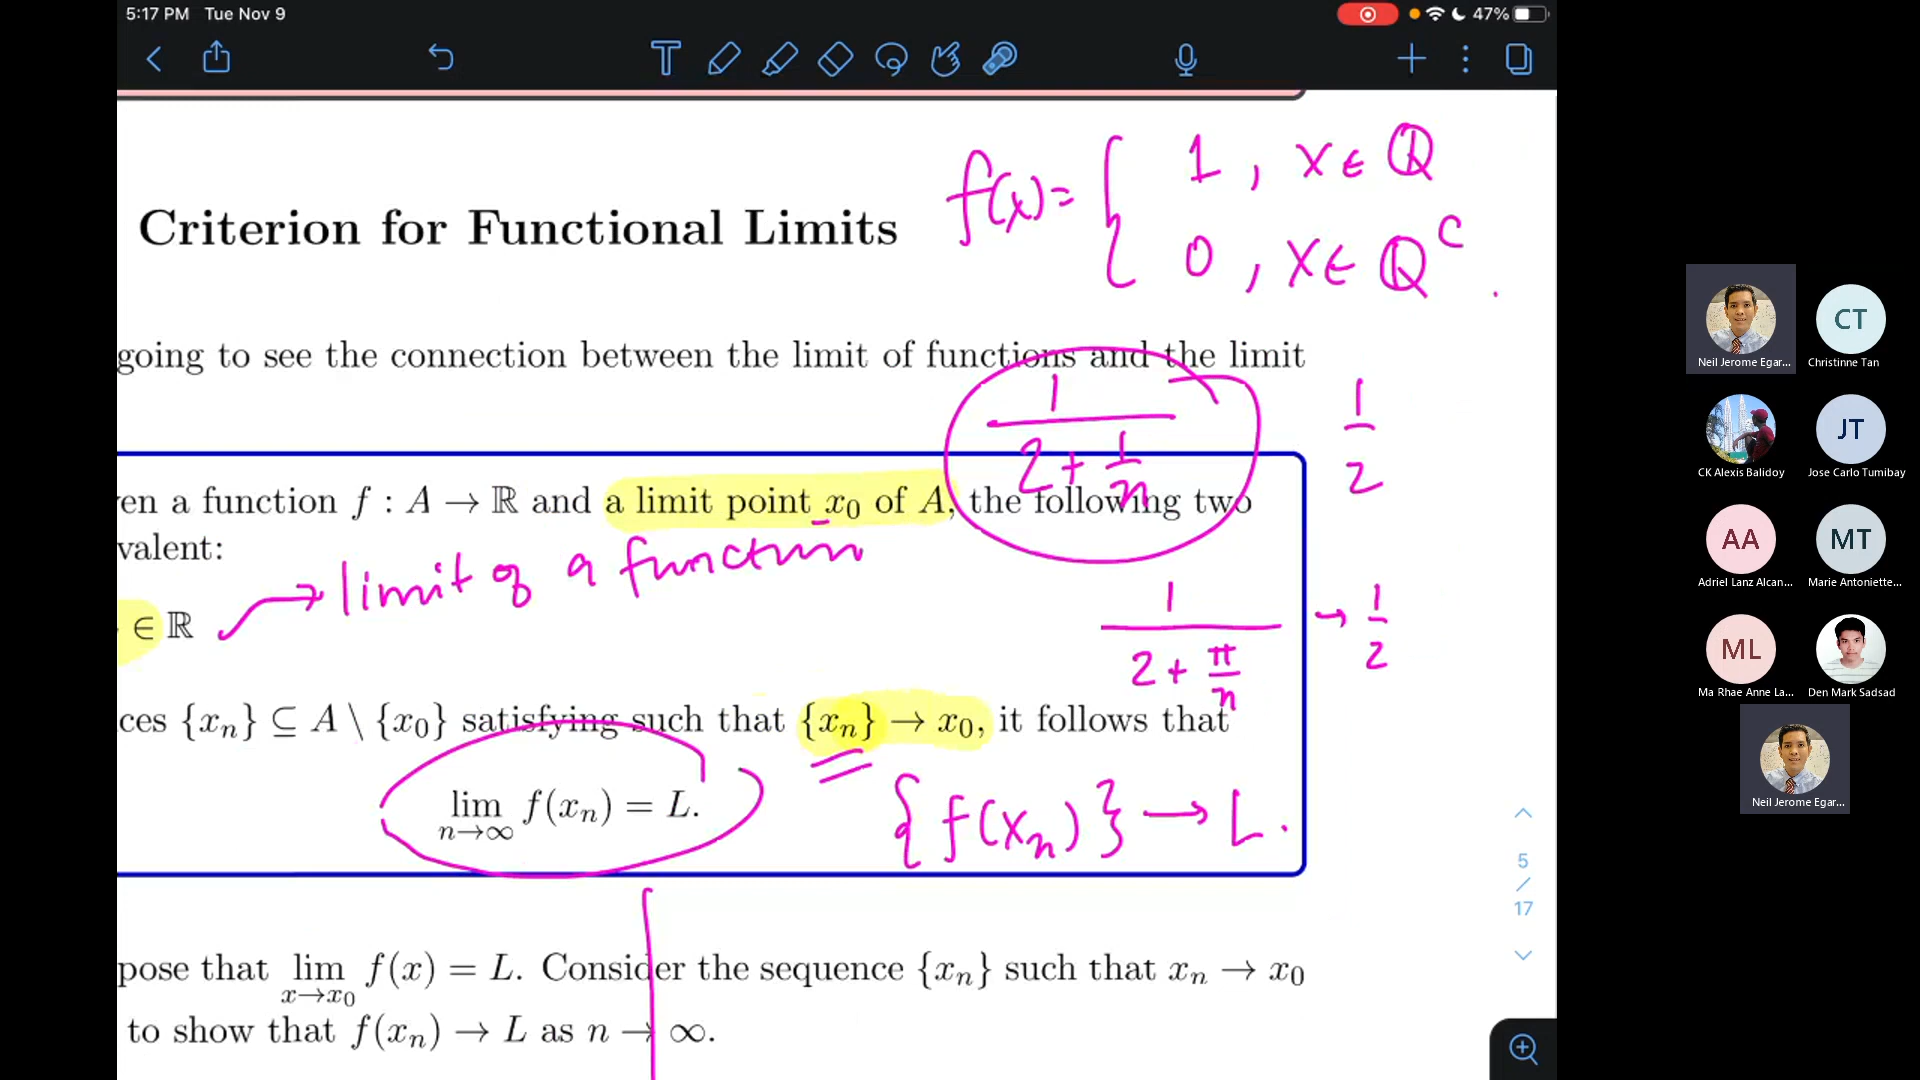 5:17 PM Tue Nov 9
47%
f(x) = { 1 , x ∈ ℚ
0 , x ∈ ℚ^c .
Criterion for Functional Limits
going to see the connection between the limit of functions and the limit
1 / (2 + 1/n)
1/2
en a function f : A → ℝ and a limit point x₀ of A, the following two
valent:
→ limit of a function
∈ ℝ
1 / (2 + π/n) → 1/2
ces {xₙ} ⊆ A \ {x₀} satisfying such that {xₙ} → x₀, it follows that
lim n→∞ f(xₙ) = L.
{f(xₙ)} → L.
pose that lim x→x₀ f(x) = L. Consider the sequence {xₙ} such that xₙ → x₀
to show that f(xₙ) → L as n → ∞.
5 / 17
Neil Jerome Egar...
CT
Christinne Tan
CK Alexis Balidoy
JT
Jose Carlo Tumibay
AA
Adriel Lanz Alcan...
MT
Marie Antoniette...
ML
Ma Rhae Anne La...
Den Mark Sadsad
Neil Jerome Egar...